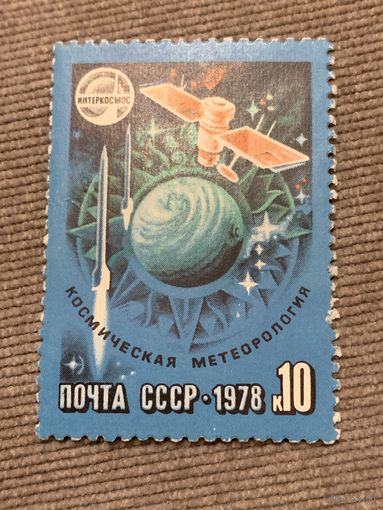 ИНТЕРКОСМОС
КОСМИЧЕСКАЯ МЕТЕОРОЛОГИЯ
ПОЧТА СССР • 1978 к10